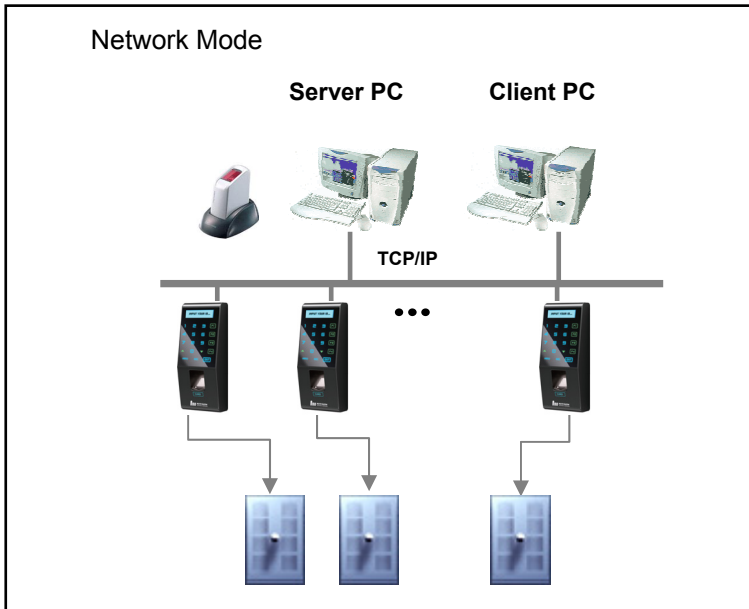 Network Mode
Server PC
Client PC
TCP/IP
•••